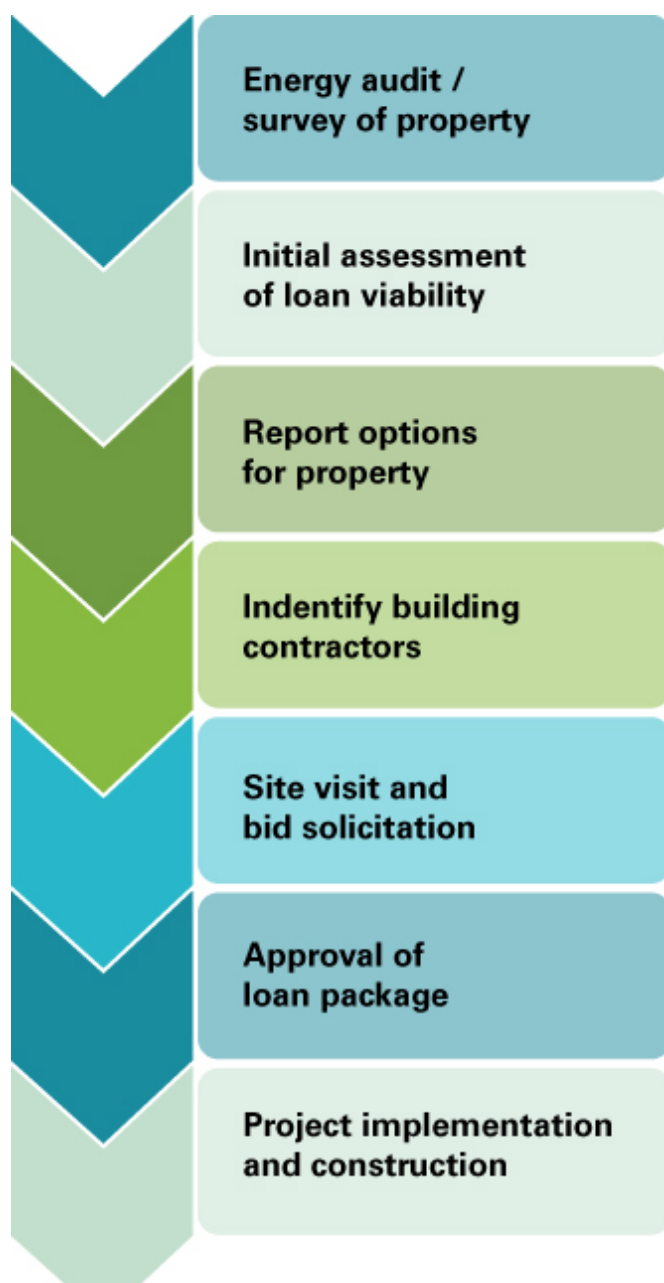 Energy audit /
survey of property
Initial assessment
of loan viability
Report options
for property
Indentify building
contractors
Site visit and
bid solicitation
Approval of
loan package
Project implementation
and construction